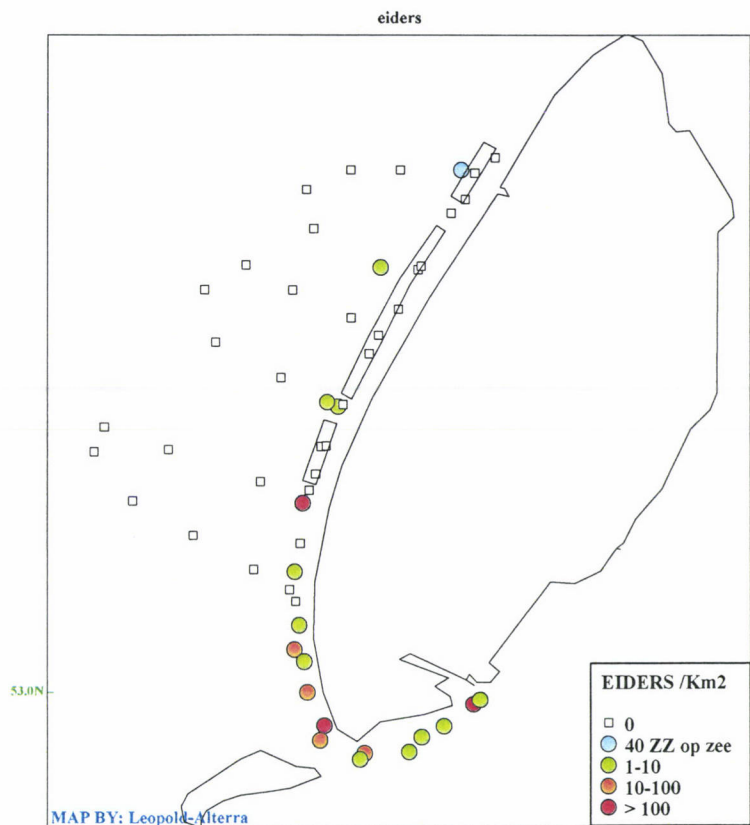 eiders
53.0N
EIDERS /Km2
0
40 ZZ op zee
1-10
10-100
> 100
MAP BY: Leopold-Alterra